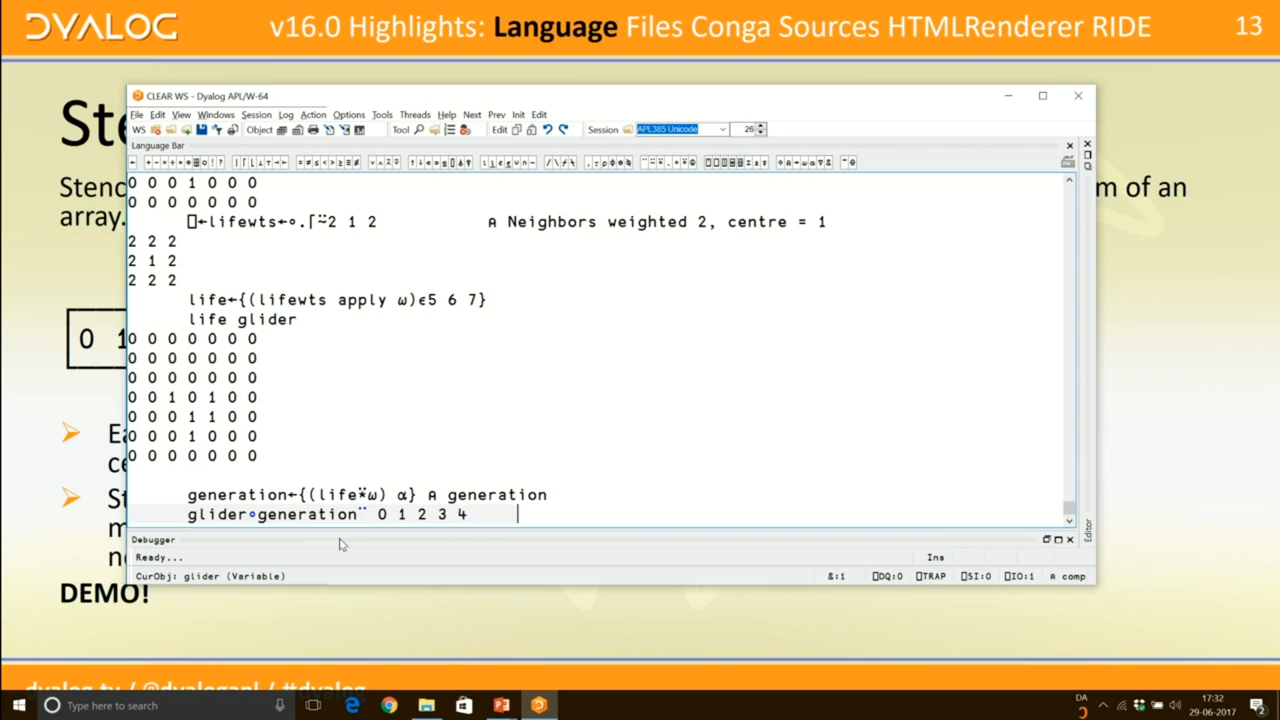 DYALOG
v16.0 Highlights: Language Files Conga Sources HTMLRenderer RIDE
13
CLEAR WS - Dyalog APL/W-64
File Edit View Windows Session Log Action Options Tools Threads Help Next Prev Init Edit
WS Object Tool Edit Session APL385 Unicode 26
Language Bar
0 0 0 1 0 0 0
0 0 0 0 0 0 0
⎕←lifewts←∘.⌈⍨2 1 2 ⍝ Neighbors weighted 2, centre = 1
2 2 2
2 1 2
2 2 2
life←{(lifewts apply ⍵)∊5 6 7}
life glider
0 0 0 0 0 0 0
0 0 0 0 0 0 0
0 0 0 0 0 0 0
0 0 1 0 1 0 0
0 0 0 1 1 0 0
0 0 0 1 0 0 0
0 0 0 0 0 0 0
generation←{(life⍣⍵) ⍺} ⍝ generation
glider∘generation¨ 0 1 2 3 4
Debugger
Ready...
Ins
CurObj: glider (Variable)
&:1 ⎕DQ:0 ⎕TRAP ⎕SI:0 ⎕IO:1
Editor
m of an
array.
0 1
DEMO!
dyalog.tv / @dyalogapl / #dyalog
Type here to search
DA
17:32
29-06-2017
2